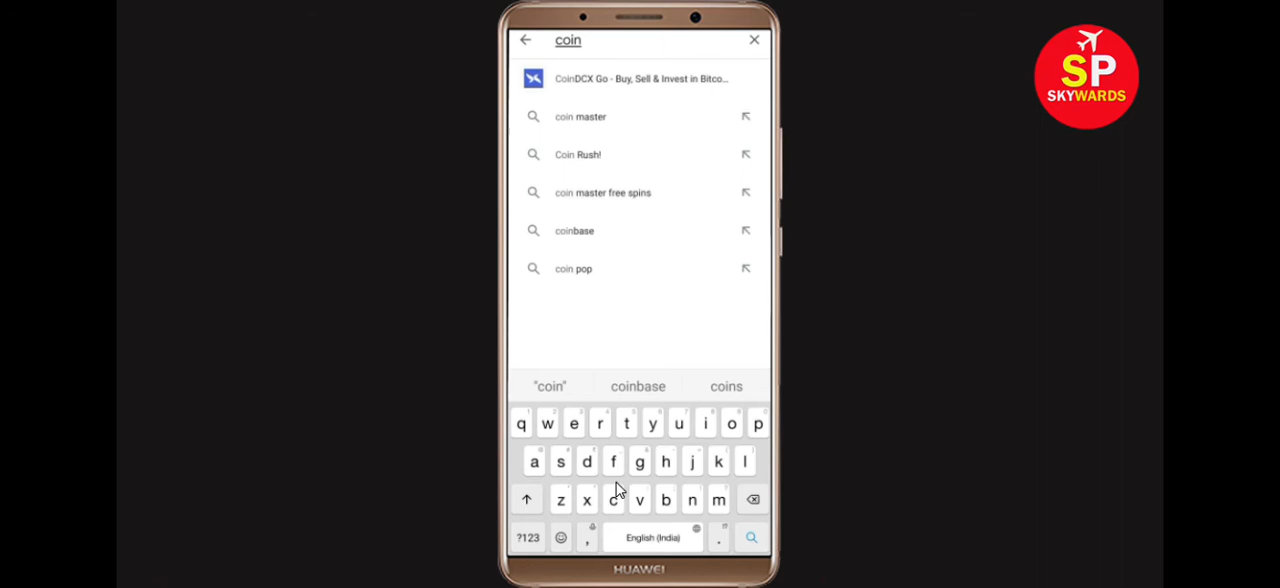 coin
CoinDCX Go - Buy, Sell & Invest in Bitco...
coin master
Coin Rush!
coin master free spins
coinbase
coin pop
"coin" coinbase coins
q w e r t y u i o p
a s d f g h j k l
z x c v b n m
?123 , English (India) .
HUAWEI
SP
SKYWARDS